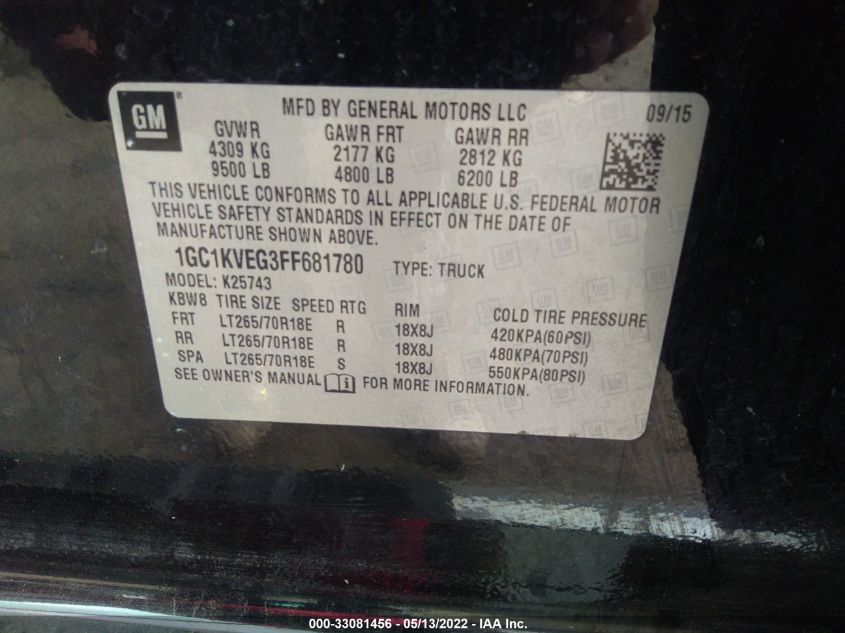 GM
MFD BY GENERAL MOTORS LLC 09/15
GVWR GAWR FRT GAWR RR
4309 KG 2177 KG 2812 KG
9500 LB 4800 LB 6200 LB
THIS VEHICLE CONFORMS TO ALL APPLICABLE U.S. FEDERAL MOTOR
VEHICLE SAFETY STANDARDS IN EFFECT ON THE DATE OF
MANUFACTURE SHOWN ABOVE.
1GC1KVEG3FF681780 TYPE: TRUCK
MODEL: K25743
KBW8 TIRE SIZE SPEED RTG RIM COLD TIRE PRESSURE
FRT LT265/70R18E R 18X8J 420KPA(60PSI)
RR LT265/70R18E R 18X8J 480KPA(70PSI)
SPA LT265/70R18E S 18X8J 550KPA(80PSI)
SEE OWNER'S MANUAL FOR MORE INFORMATION.
000-33081456 - 05/13/2022 - IAA Inc.